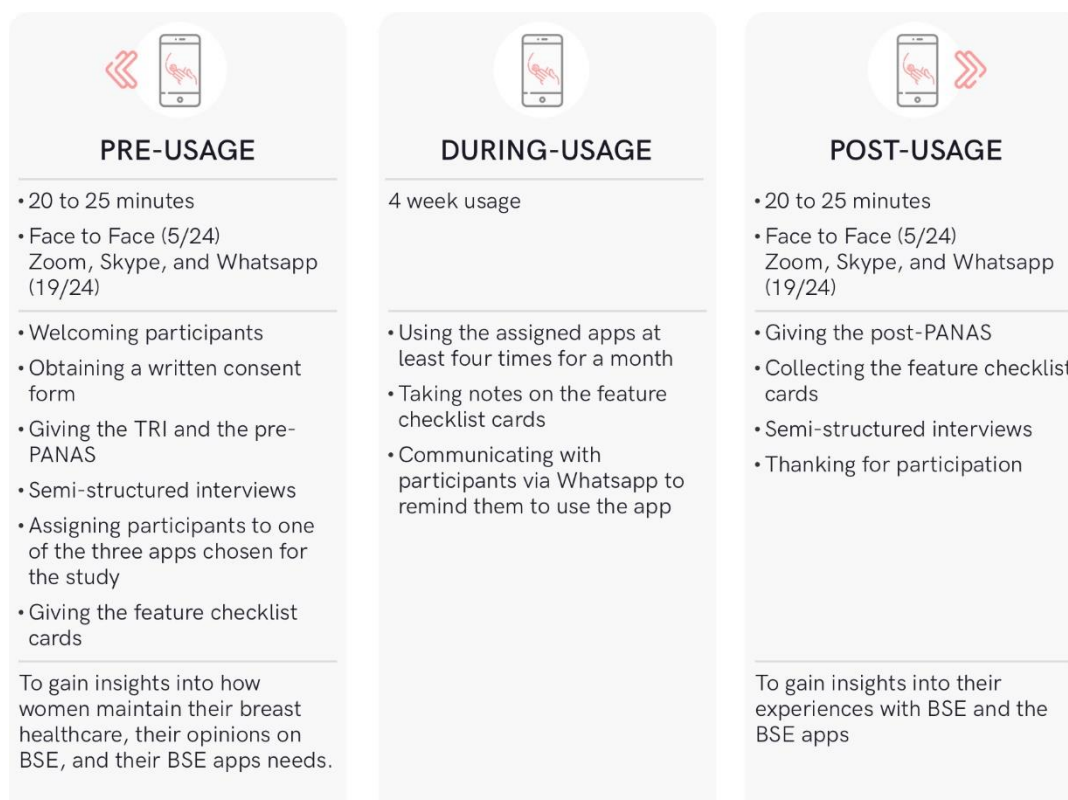 PRE-USAGE
• 20 to 25 minutes
• Face to Face (5/24)
Zoom, Skype, and Whatsapp
(19/24)
• Welcoming participants
• Obtaining a written consent
form
• Giving the TRI and the pre-
PANAS
• Semi-structured interviews
• Assigning participants to one
of the three apps chosen for
the study
• Giving the feature checklist
cards
To gain insights into how
women maintain their breast
healthcare, their opinions on
BSE, and their BSE apps needs.
DURING-USAGE
4 week usage
• Using the assigned apps at
least four times for a month
• Taking notes on the feature
checklist cards
• Communicating with
participants via Whatsapp to
remind them to use the app
POST-USAGE
• 20 to 25 minutes
• Face to Face (5/24)
Zoom, Skype, and Whatsapp
(19/24)
• Giving the post-PANAS
• Collecting the feature checklist
cards
• Semi-structured interviews
• Thanking for participation
To gain insights into their
experiences with BSE and the
BSE apps